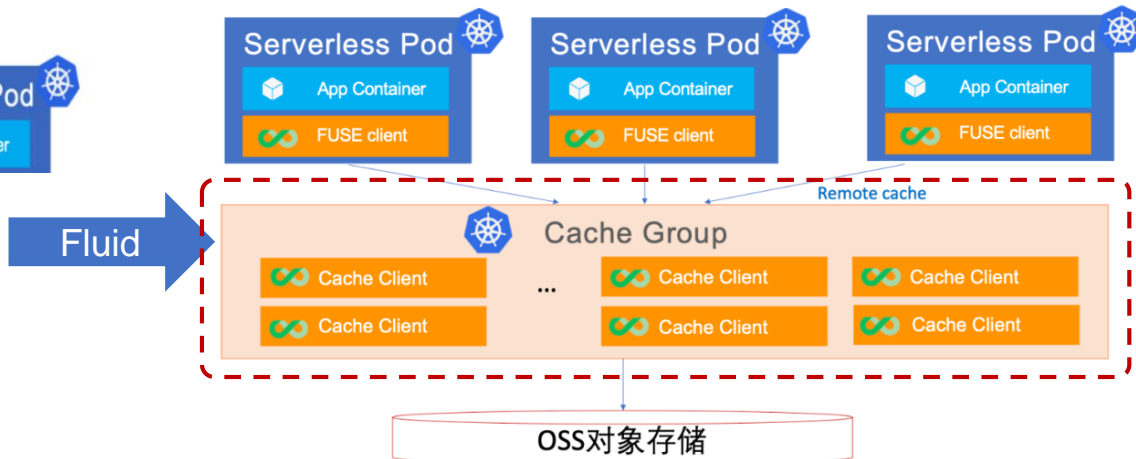 Pod
Serverless Pod
App Container
FUSE client
Serverless Pod
App Container
FUSE client
Serverless Pod
App Container
FUSE client
Remote cache
Fluid
Cache Group
Cache Client
...
Cache Client
Cache Client
Cache Client
Cache Client
Cache Client
OSS对象存储